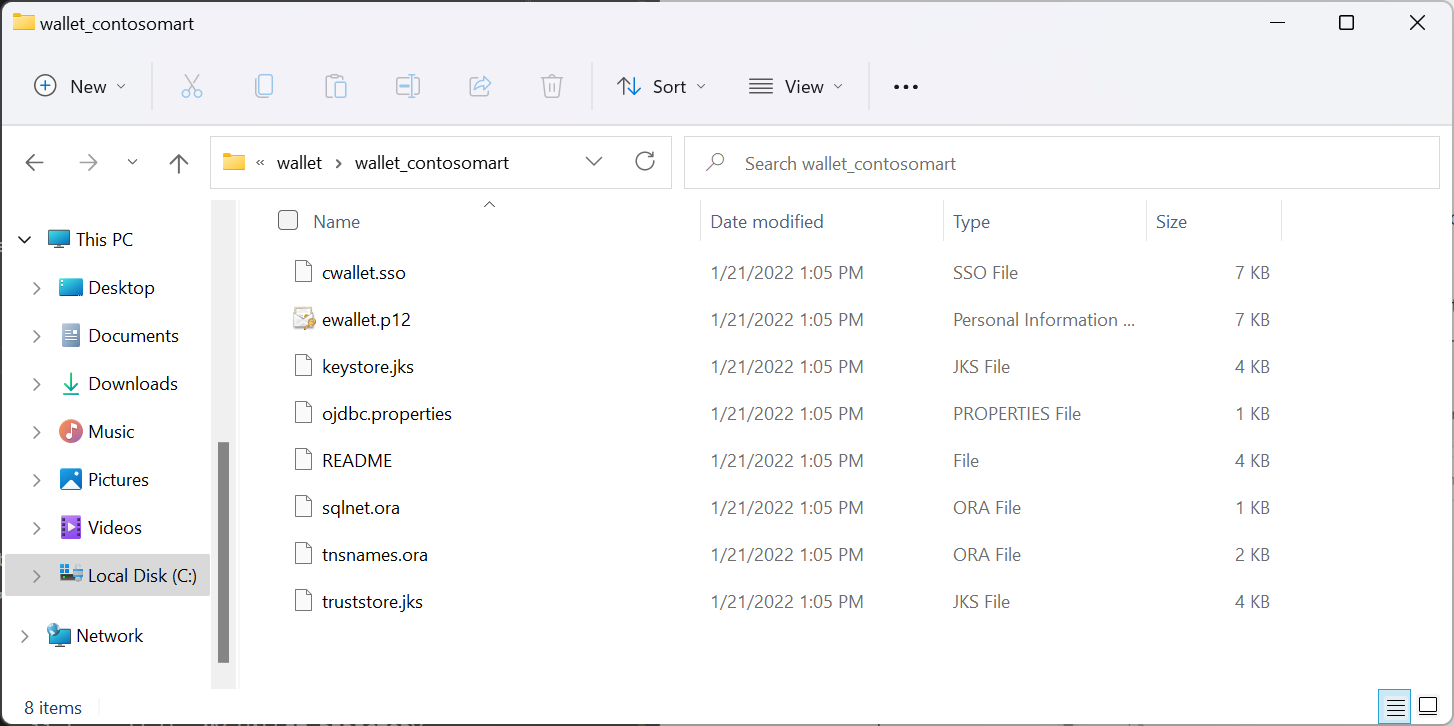 wallet_contosomart
New
Sort
View
« wallet › wallet_contosomart
Search wallet_contosomart
This PC
Desktop
Documents
Downloads
Music
Pictures
Videos
Local Disk (C:)
Network
Name Date modified Type Size
cwallet.sso 1/21/2022 1:05 PM SSO File 7 KB
ewallet.p12 1/21/2022 1:05 PM Personal Information ... 7 KB
keystore.jks 1/21/2022 1:05 PM JKS File 4 KB
ojdbc.properties 1/21/2022 1:05 PM PROPERTIES File 1 KB
README 1/21/2022 1:05 PM File 4 KB
sqlnet.ora 1/21/2022 1:05 PM ORA File 1 KB
tnsnames.ora 1/21/2022 1:05 PM ORA File 2 KB
truststore.jks 1/21/2022 1:05 PM JKS File 4 KB
8 items